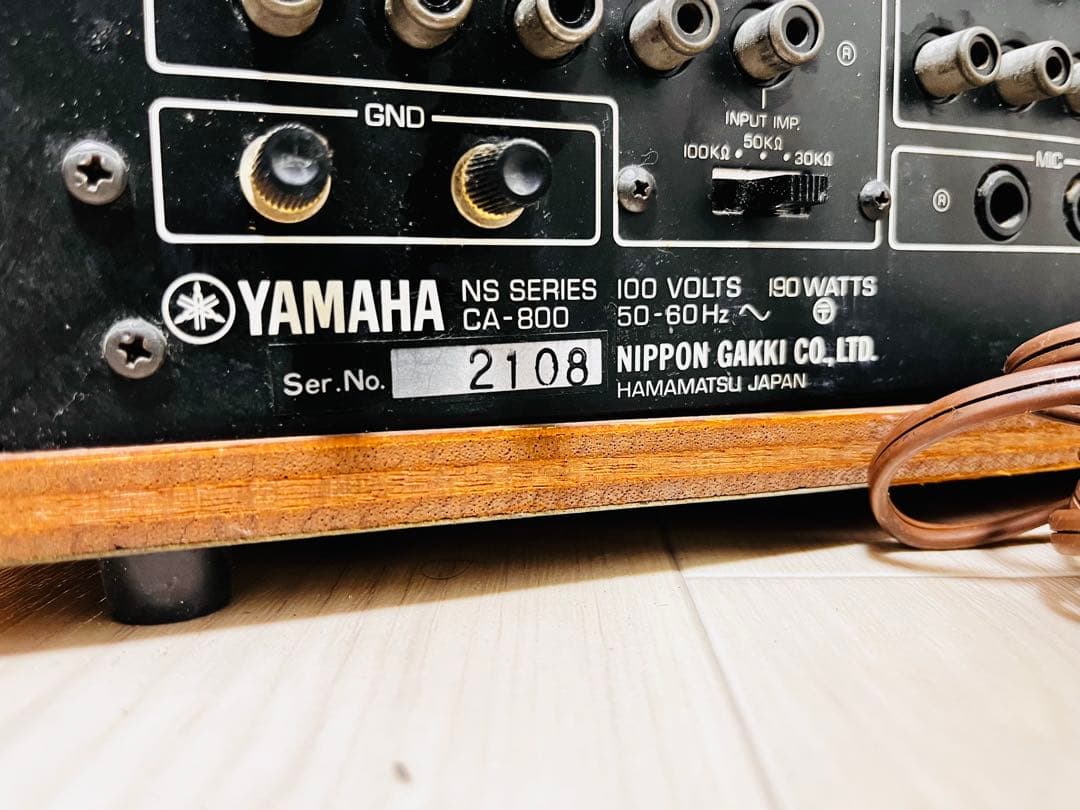 GND
INPUT IMP.
50KΩ
100KΩ • • • 30KΩ
R
R
MIC
YAMAHA
NS SERIES
CA-800
100 VOLTS 190 WATTS
50-60Hz ~
Ser.No. 2108
NIPPON GAKKI CO.,LTD.
HAMAMATSU JAPAN